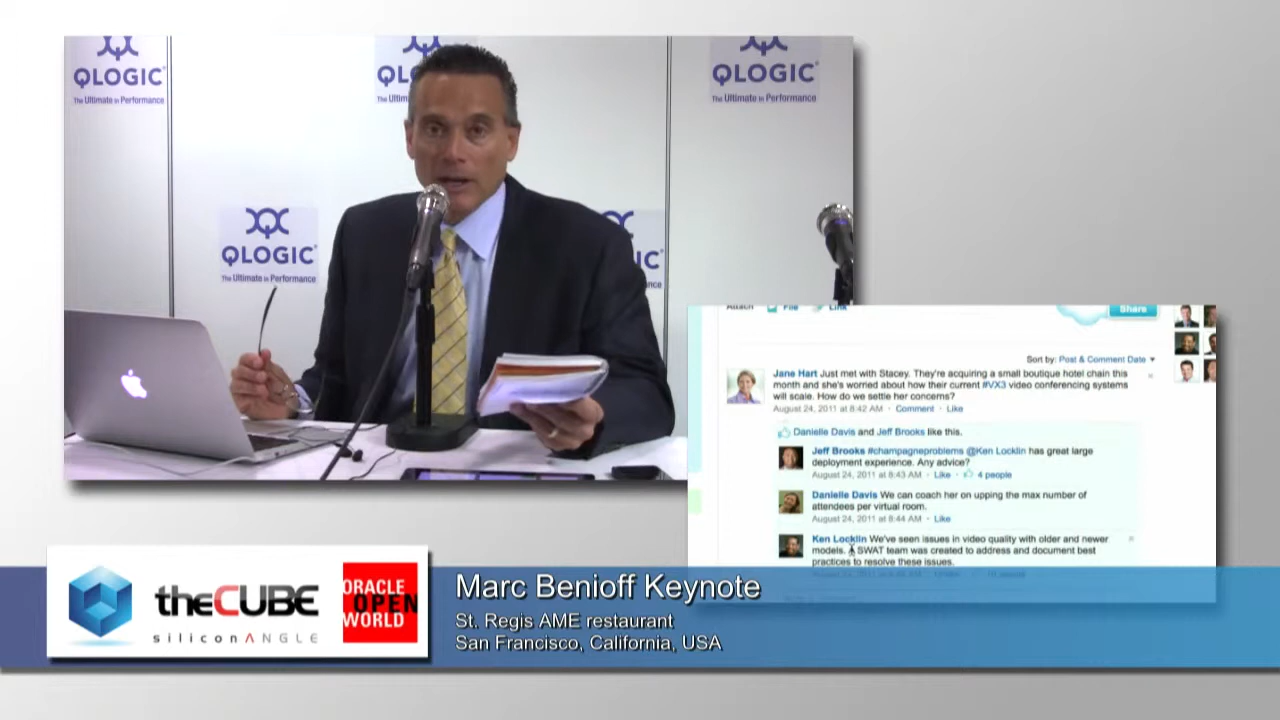 QLOGIC
The Ultimate in Performance
QLOGIC
The Ultimate in Performance
QLOGIC
The Ultimate in Performance
Attach File Link
Share
Sort by: Post & Comment Date
Jane Hart Just met with Stacey. They're acquiring a small boutique hotel chain this
month and she's worried about how their current #VX3 video conferencing systems
will scale. How do we settle her concerns?
August 24, 2011 at 8:42 AM · Comment · Like
Danielle Davis and Jeff Brooks like this.
Jeff Brooks #champagneproblems @Ken Locklin has great large
deployment experience. Any advice?
August 24, 2011 at 8:43 AM · Like · 4 people
Danielle Davis We can coach her on upping the max number of
attendees per virtual room.
August 24, 2011 at 8:44 AM · Like
Ken Locklin We've seen issues in video quality with older and newer
models. A SWAT team was created to address and document best
practices to resolve these issues.
theCUBE
siliconANGLE
ORACLE
OPEN
WORLD
Marc Benioff Keynote
St. Regis AME restaurant
San Francisco, California, USA